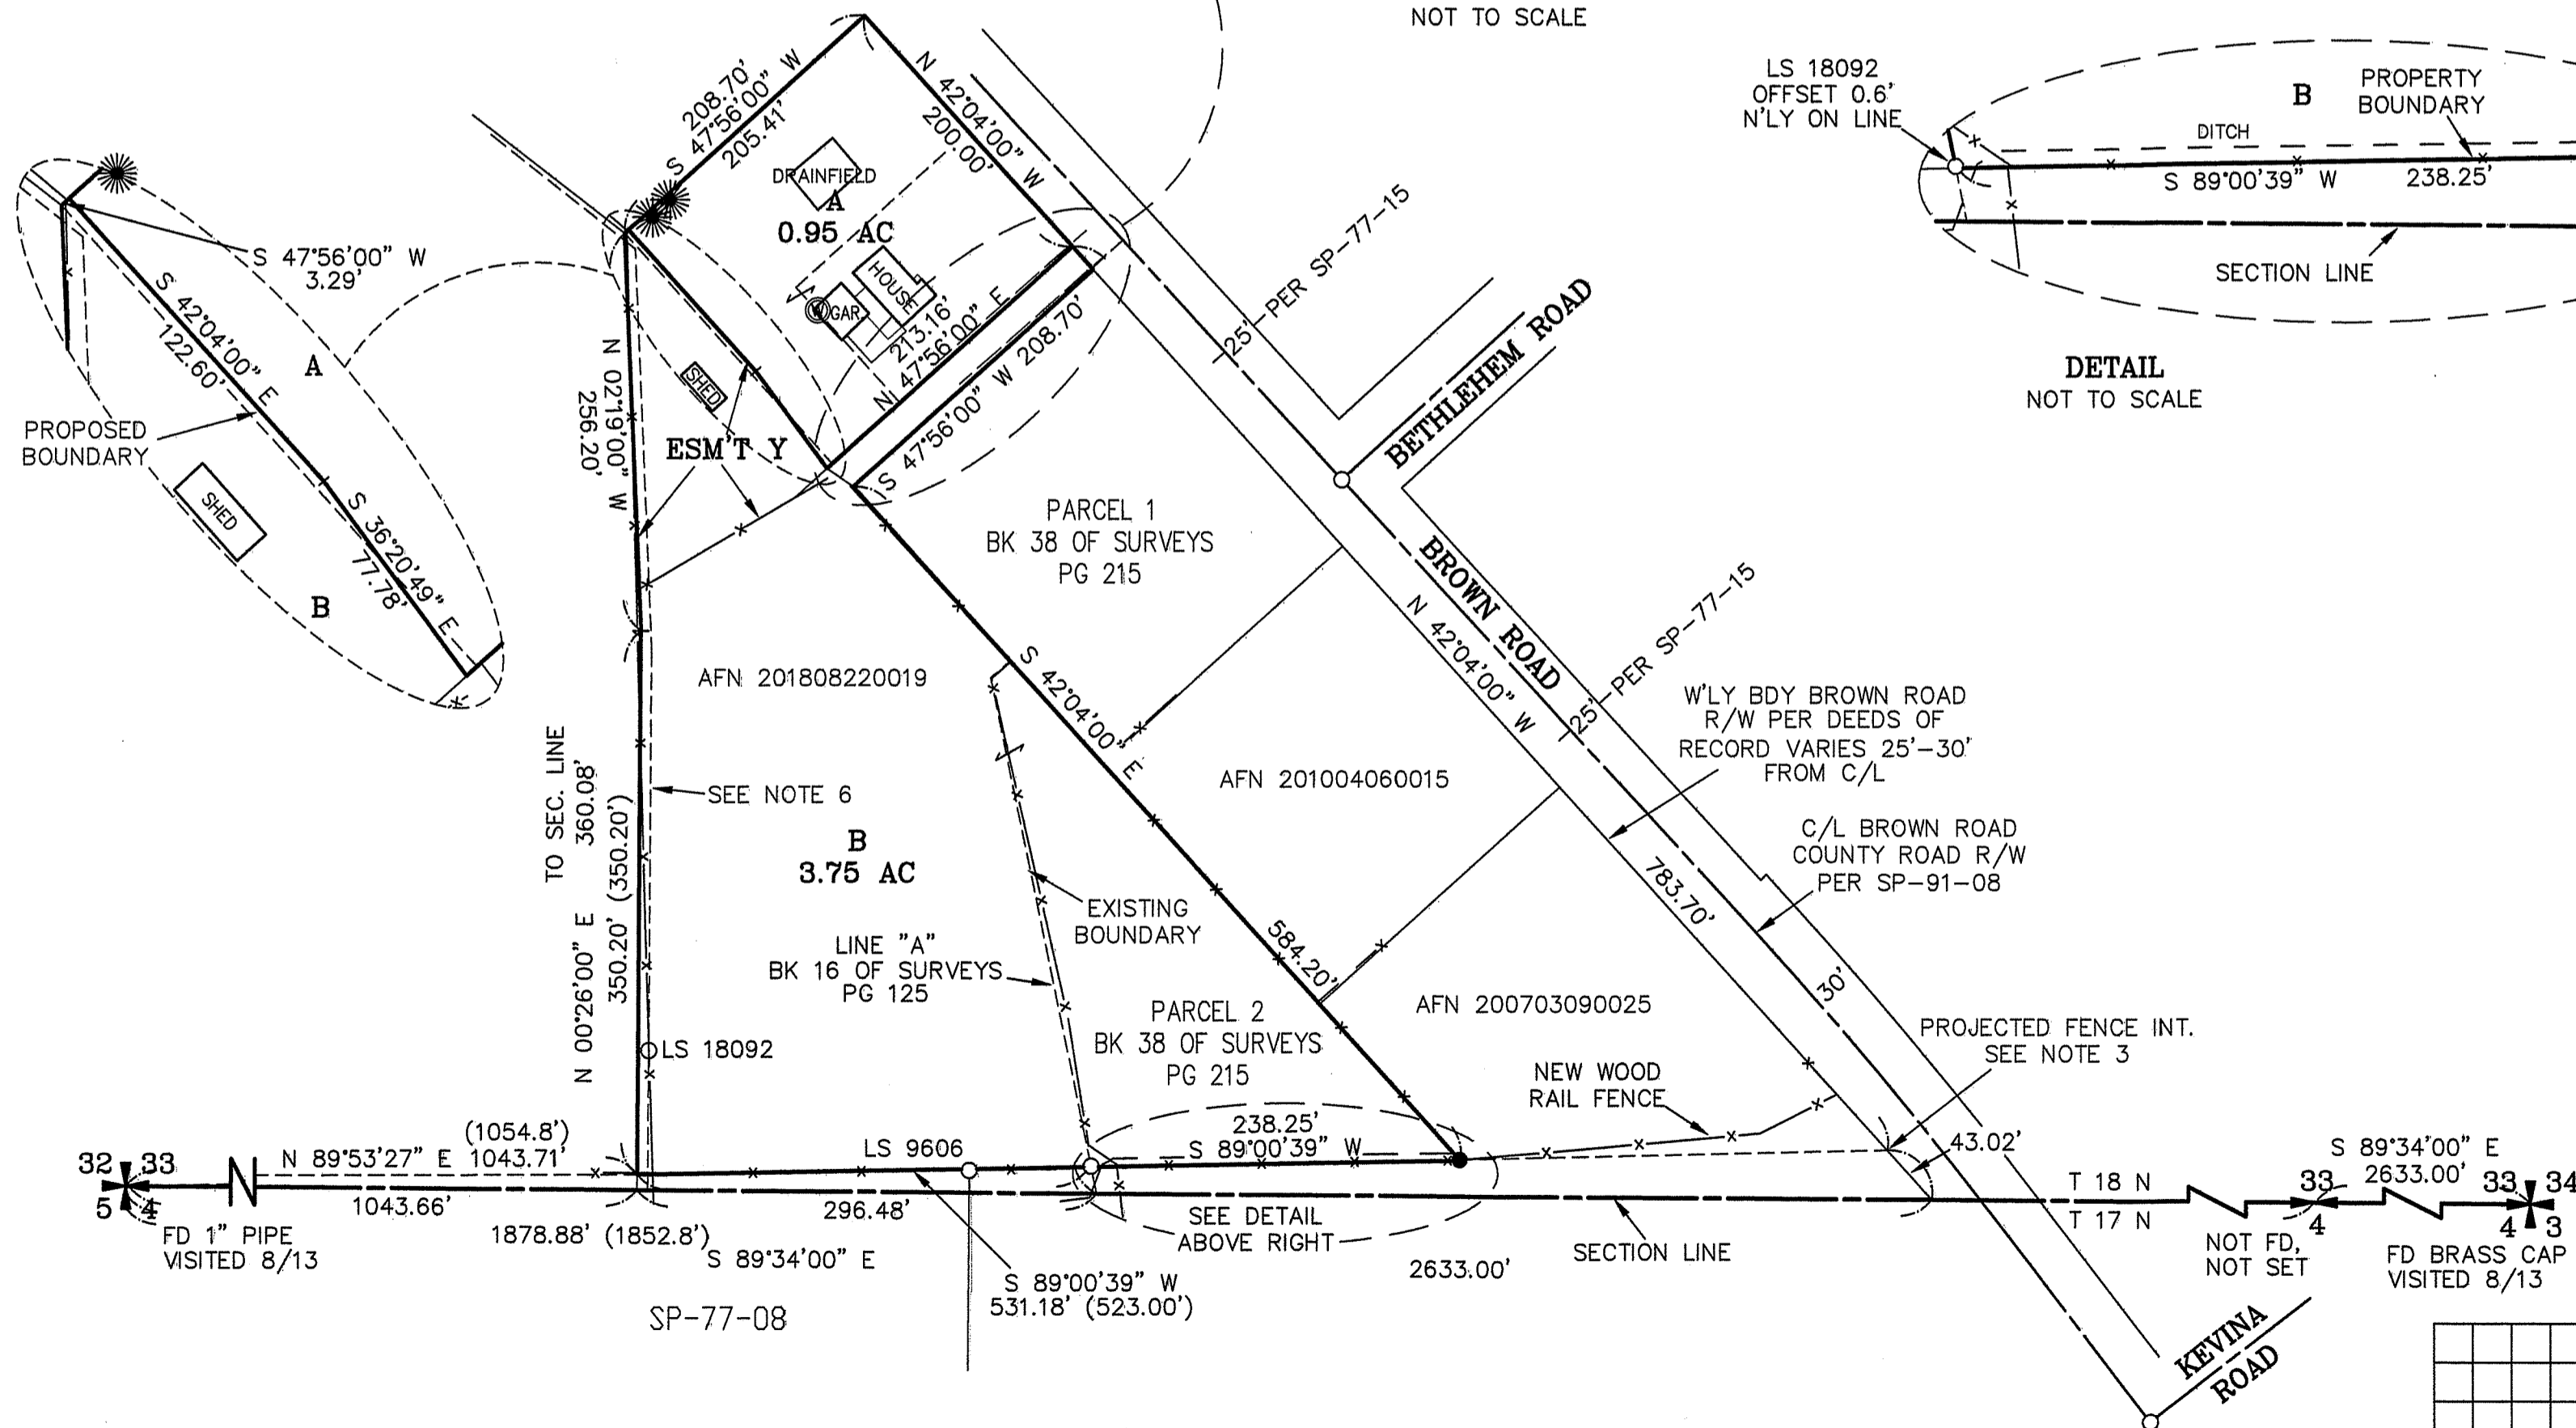 NOT TO SCALE
LS 18092
OFFSET 0.6'
N'LY ON LINE
B
PROPERTY
BOUNDARY
DITCH
S 89°00'39" W 238.25'
SECTION LINE
DETAIL
NOT TO SCALE
208.70'
S 47°56'00" W
205.41'
N 42°04'00" W
200.00'
DRAINFIELD
A
0.95 AC
HOUSE
W
GAR.
213.16'
N 47°56'00" E
S 47°56'00" W 208.70'
SHED
S 47°56'00" W
3.29'
S 42°04'00" E
122.60'
A
PROPOSED
BOUNDARY
SHED
S 36°20'49" E
77.78'
B
N 02°19'00" W
256.20'
ESM'T Y
25'
PER SP-77-15
BETHLEHEM ROAD
PARCEL 1
BK 38 OF SURVEYS
PG 215
BROWN ROAD
N 42°04'00" W
25'
PER SP-77-15
W'LY BDY BROWN ROAD
R/W PER DEEDS OF
RECORD VARIES 25'-30'
FROM C/L
C/L BROWN ROAD
COUNTY ROAD R/W
PER SP-91-08
783.70'
30'
AFN 201808220019
S 42°04'00" E
584.20'
AFN 201004060015
TO SEC. LINE
360.08'
N 00°26'00" E
350.20' (350.20')
SEE NOTE 6
B
3.75 AC
EXISTING
BOUNDARY
LINE "A"
BK 16 OF SURVEYS
PG 125
PARCEL 2
BK 38 OF SURVEYS
PG 215
AFN 200703090025
LS 18092
NEW WOOD
RAIL FENCE
PROJECTED FENCE INT.
SEE NOTE 3
43.02'
32 33
5 4
(1054.8')
N 89°53'27" E 1043.71'
1043.66'
FD 1" PIPE
VISITED 8/13
LS 9606
238.25'
S 89°00'39" W
296.48'
1878.88' (1852.8')
S 89°34'00" E
SEE DETAIL
ABOVE RIGHT
S 89°00'39" W
531.18' (523.00')
SP-77-08
SECTION LINE
2633.00'
T 18 N
T 17 N
33
4
S 89°34'00" E
2633.00'
33 34
4 3
NOT FD,
NOT SET
FD BRASS CAP
VISITED 8/13
KEVINA
ROAD